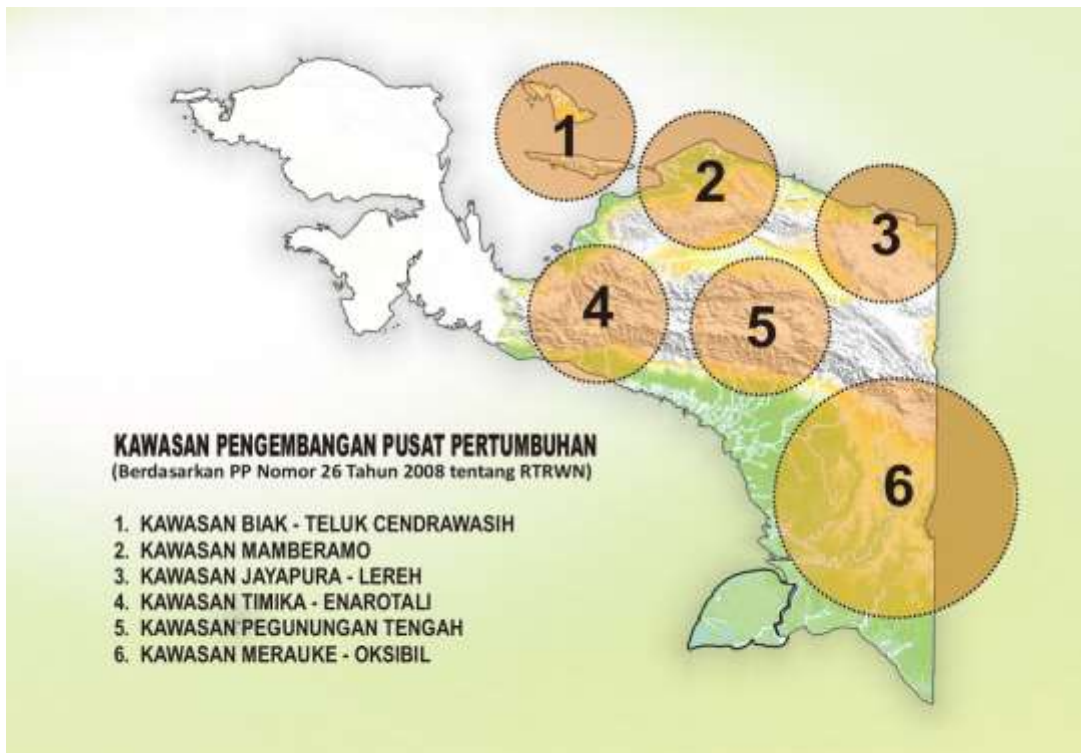 1
2
3
4
5
6
KAWASAN PENGEMBANGAN PUSAT PERTUMBUHAN
(Berdasarkan PP Nomor 26 Tahun 2008 tentang RTRWN)
1. KAWASAN BIAK - TELUK CENDRAWASIH
2. KAWASAN MAMBERAMO
3. KAWASAN JAYAPURA - LEREH
4. KAWASAN TIMIKA - ENAROTALI
5. KAWASAN PEGUNUNGAN TENGAH
6. KAWASAN MERAUKE - OKSIBIL